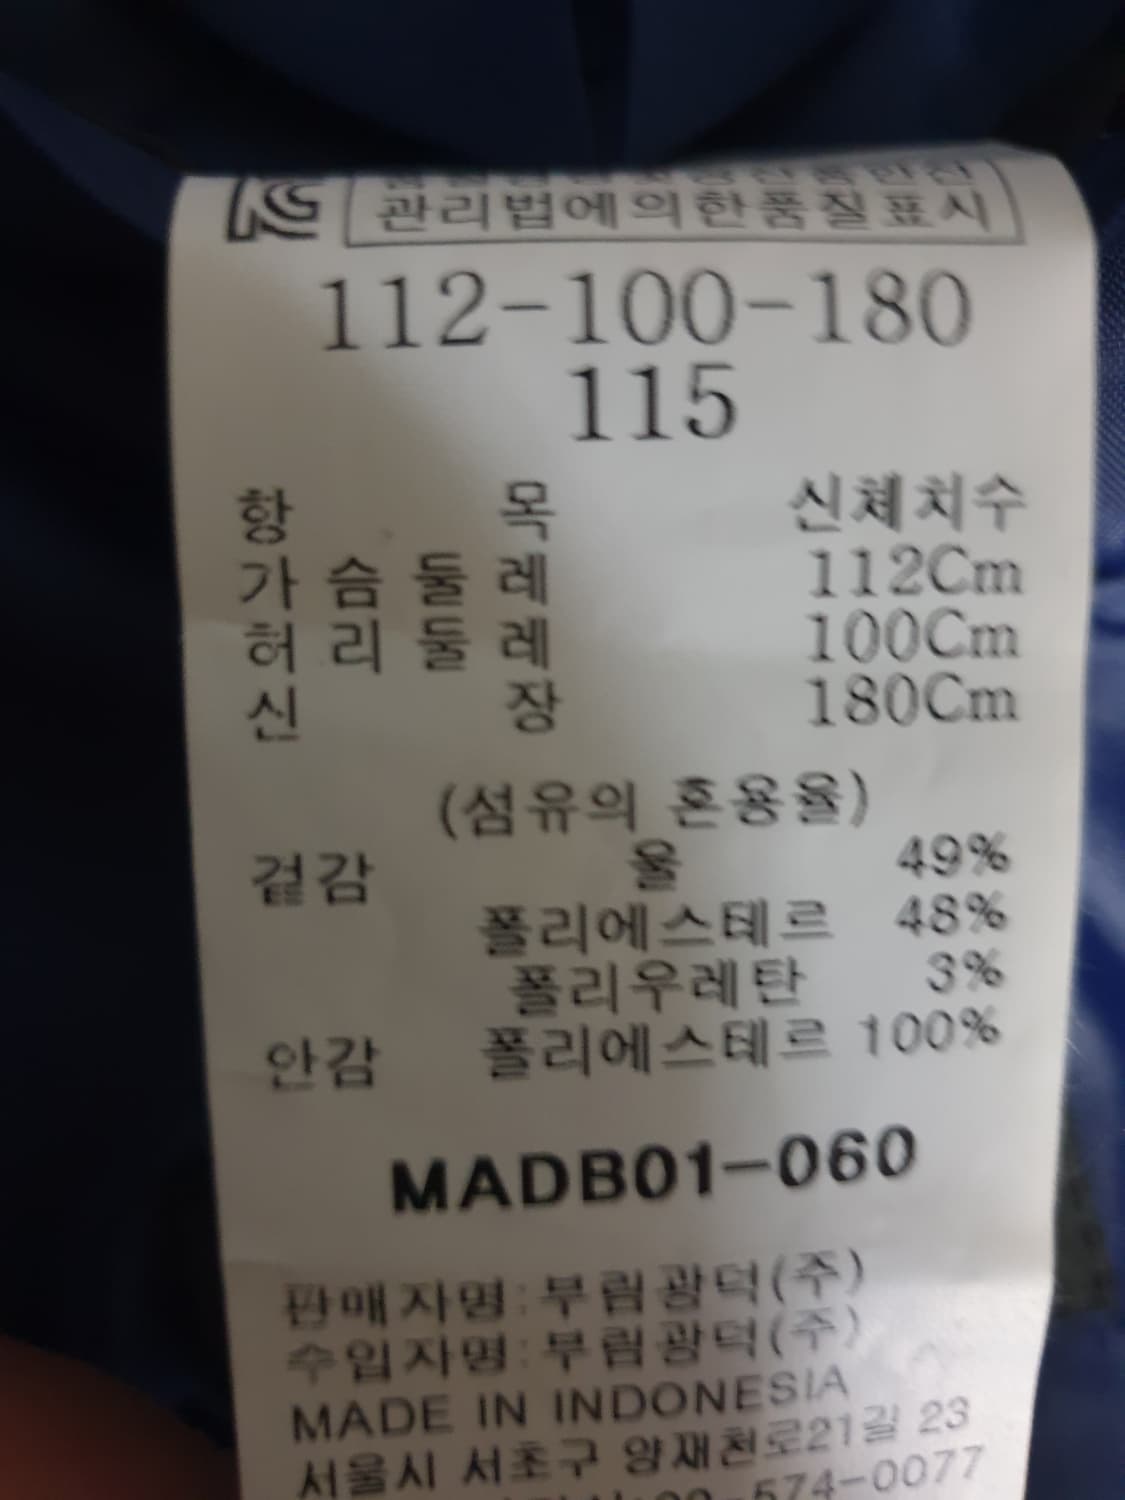 관리법에의한품질표시
112-100-180
115
항 목 신체치수
가 슴 둘 레 112Cm
허 리 둘 레 100Cm
신 장 180Cm
(섬유의 혼용율)
겉감 울 49%
폴리에스테르 48%
폴리우레탄 3%
안감 폴리에스테르 100%
MADB01-060
판매자명:부림광덕(주)
수입자명:부림광덕(주)
MADE IN INDONESIA
서울시 서초구 양재천로21길 23
574-0077